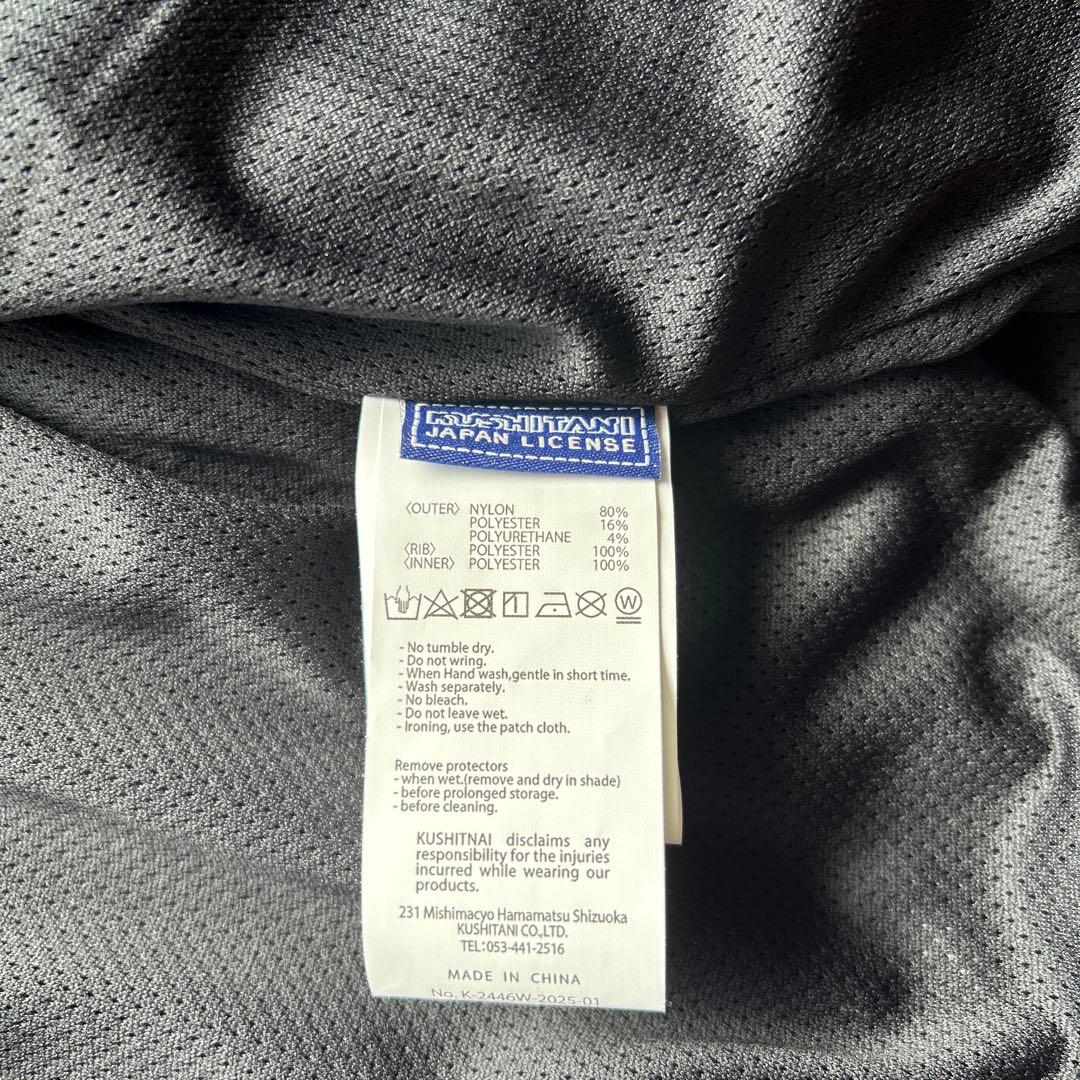 KUSHITANI
JAPAN LICENSE
〈OUTER〉 NYLON 80%
POLYESTER 16%
POLYURETHANE 4%
〈RIB〉 POLYESTER 100%
〈INNER〉 POLYESTER 100%
W
- No tumble dry.
- Do not wring.
- When Hand wash,gentle in short time.
- Wash separately.
- No bleach.
- Do not leave wet.
- Ironing, use the patch cloth.
Remove protectors
- when wet.(remove and dry in shade)
- before prolonged storage.
- before cleaning.
KUSHITNAI disclaims any
responsibility for the injuries
incurred while wearing our
products.
231 Mishimacyo Hamamatsu Shizuoka
KUSHITANI CO.,LTD.
TEL:053-441-2516
MADE IN CHINA
No. K-2446W-2025-01